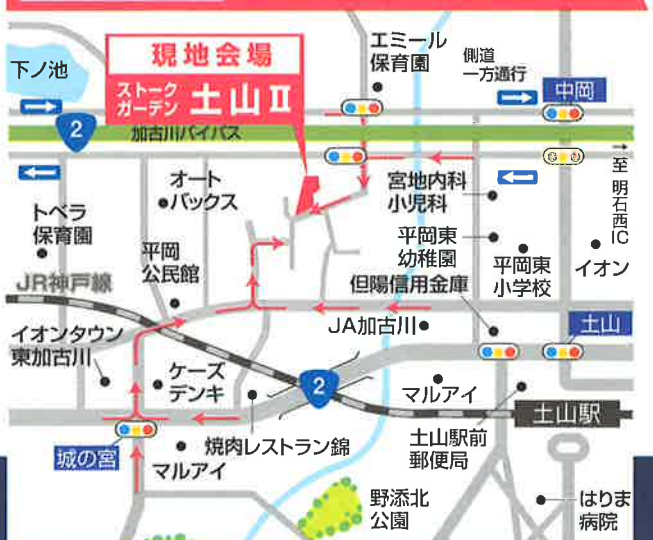 現地会場
ストーク
ガーデン 土山Ⅱ
エミール
保育園
側道
一方通行
中岡
下ノ池
2
加古川バイパス
→至 明石西IC
オート
バックス
宮地内科
小児科
トベラ
保育園
平岡東
幼稚園
平岡
公民館
平岡東
小学校
イオン
JR神戸線
但陽信用金庫
JA加古川
土山
イオンタウン
東加古川
ケーズ
デンキ
2
マルアイ
土山駅
城の宮
焼肉レストラン錦
土山駅前
郵便局
マルアイ
野添北
公園
はりま
病院